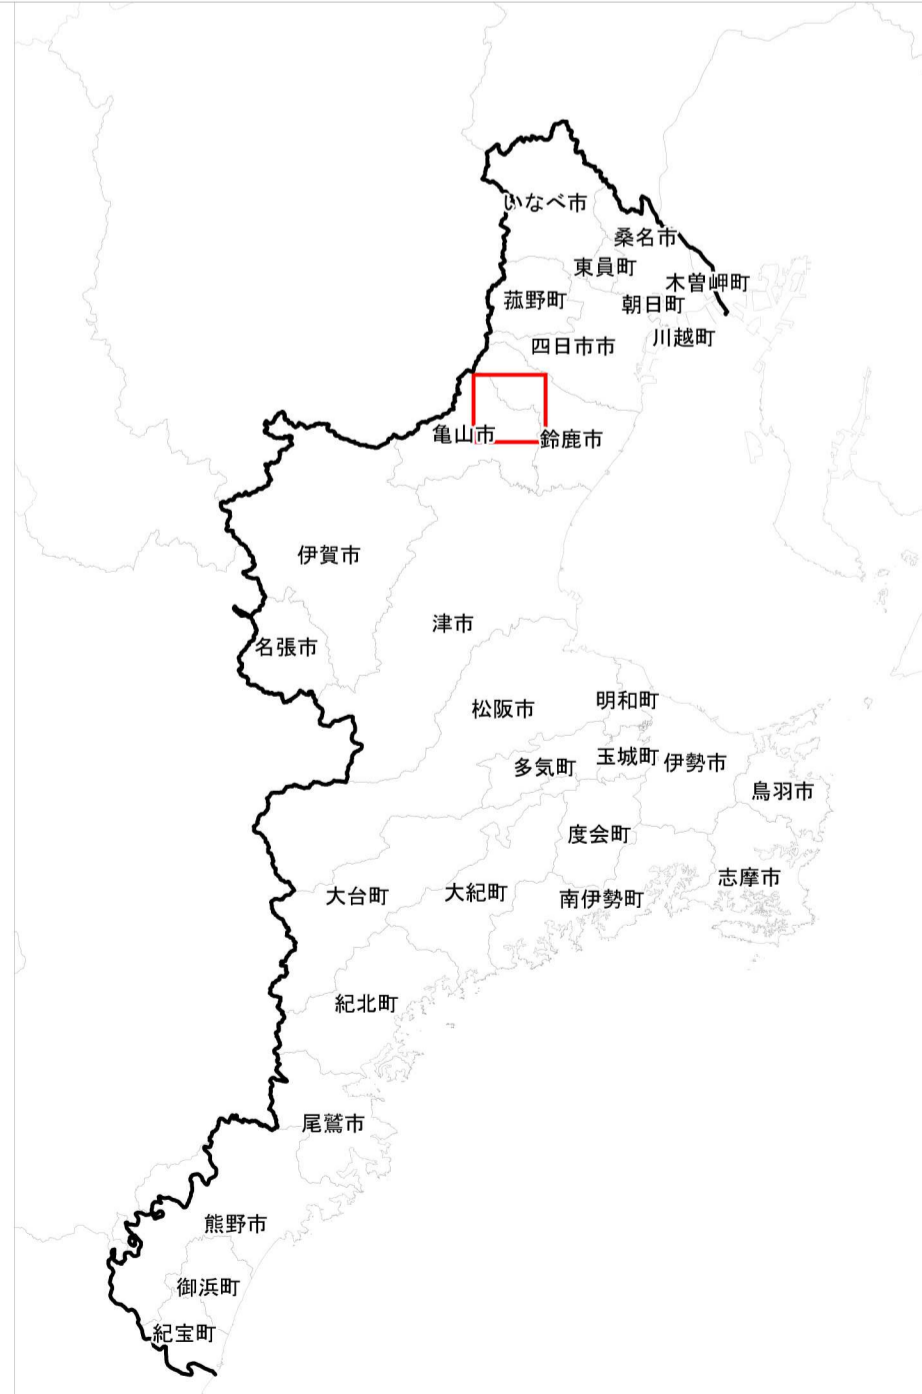 いなべ市
桑名市
東員町
木曽岬町
菰野町
朝日町
川越町
四日市市
亀山市
鈴鹿市
伊賀市
津市
名張市
松阪市
明和町
多気町
玉城町
伊勢市
鳥羽市
度会町
志摩市
大台町
大紀町
南伊勢町
紀北町
尾鷲市
熊野市
御浜町
紀宝町